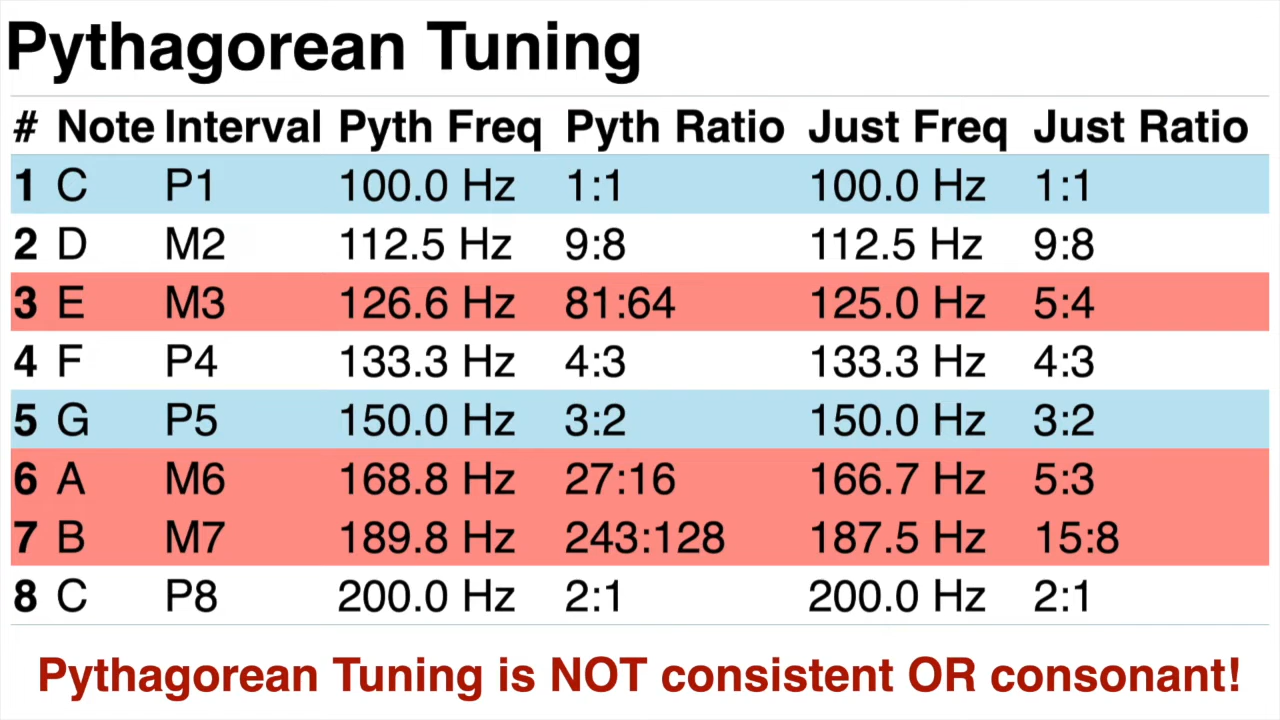 Pythagorean Tuning
# Note Interval Pyth Freq Pyth Ratio Just Freq Just Ratio
1 C P1 100.0 Hz 1:1 100.0 Hz 1:1
2 D M2 112.5 Hz 9:8 112.5 Hz 9:8
3 E M3 126.6 Hz 81:64 125.0 Hz 5:4
4 F P4 133.3 Hz 4:3 133.3 Hz 4:3
5 G P5 150.0 Hz 3:2 150.0 Hz 3:2
6 A M6 168.8 Hz 27:16 166.7 Hz 5:3
7 B M7 189.8 Hz 243:128 187.5 Hz 15:8
8 C P8 200.0 Hz 2:1 200.0 Hz 2:1
Pythagorean Tuning is NOT consistent OR consonant!